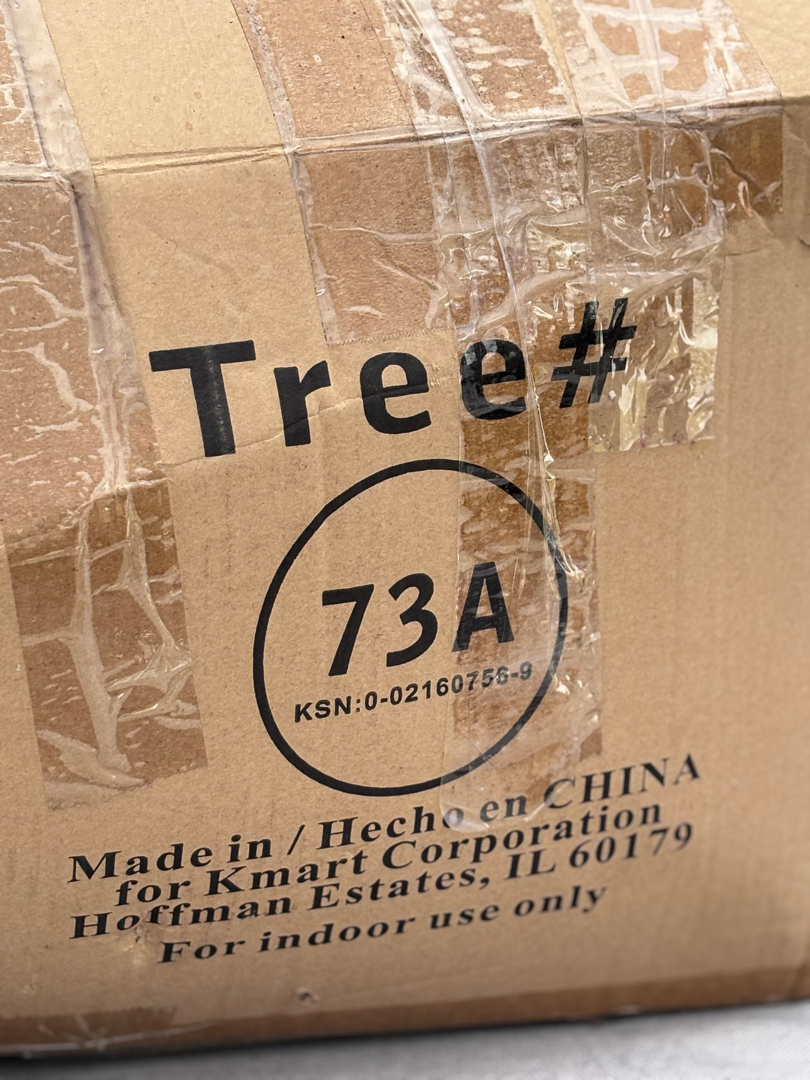 Tree#
73A
KSN:0-02160756-9
Made in / Hecho en CHINA
for Kmart Corporation
Hoffman Estates, IL 60179
For indoor use only